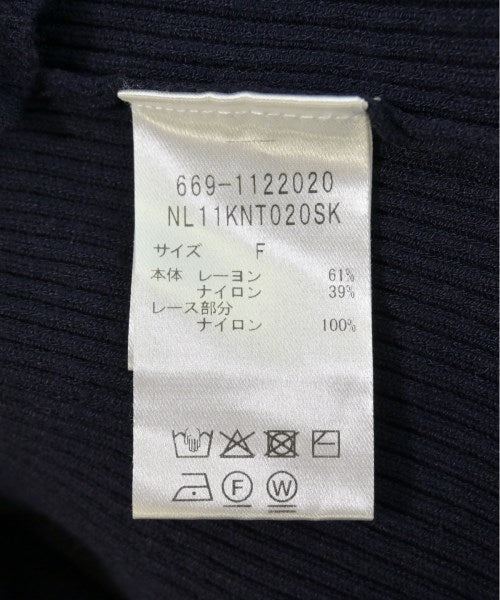 669-1122020
NL11KNT020SK
サイズ F
本体 レーヨン 61%
ナイロン 39%
レース部分
ナイロン 100%
F W